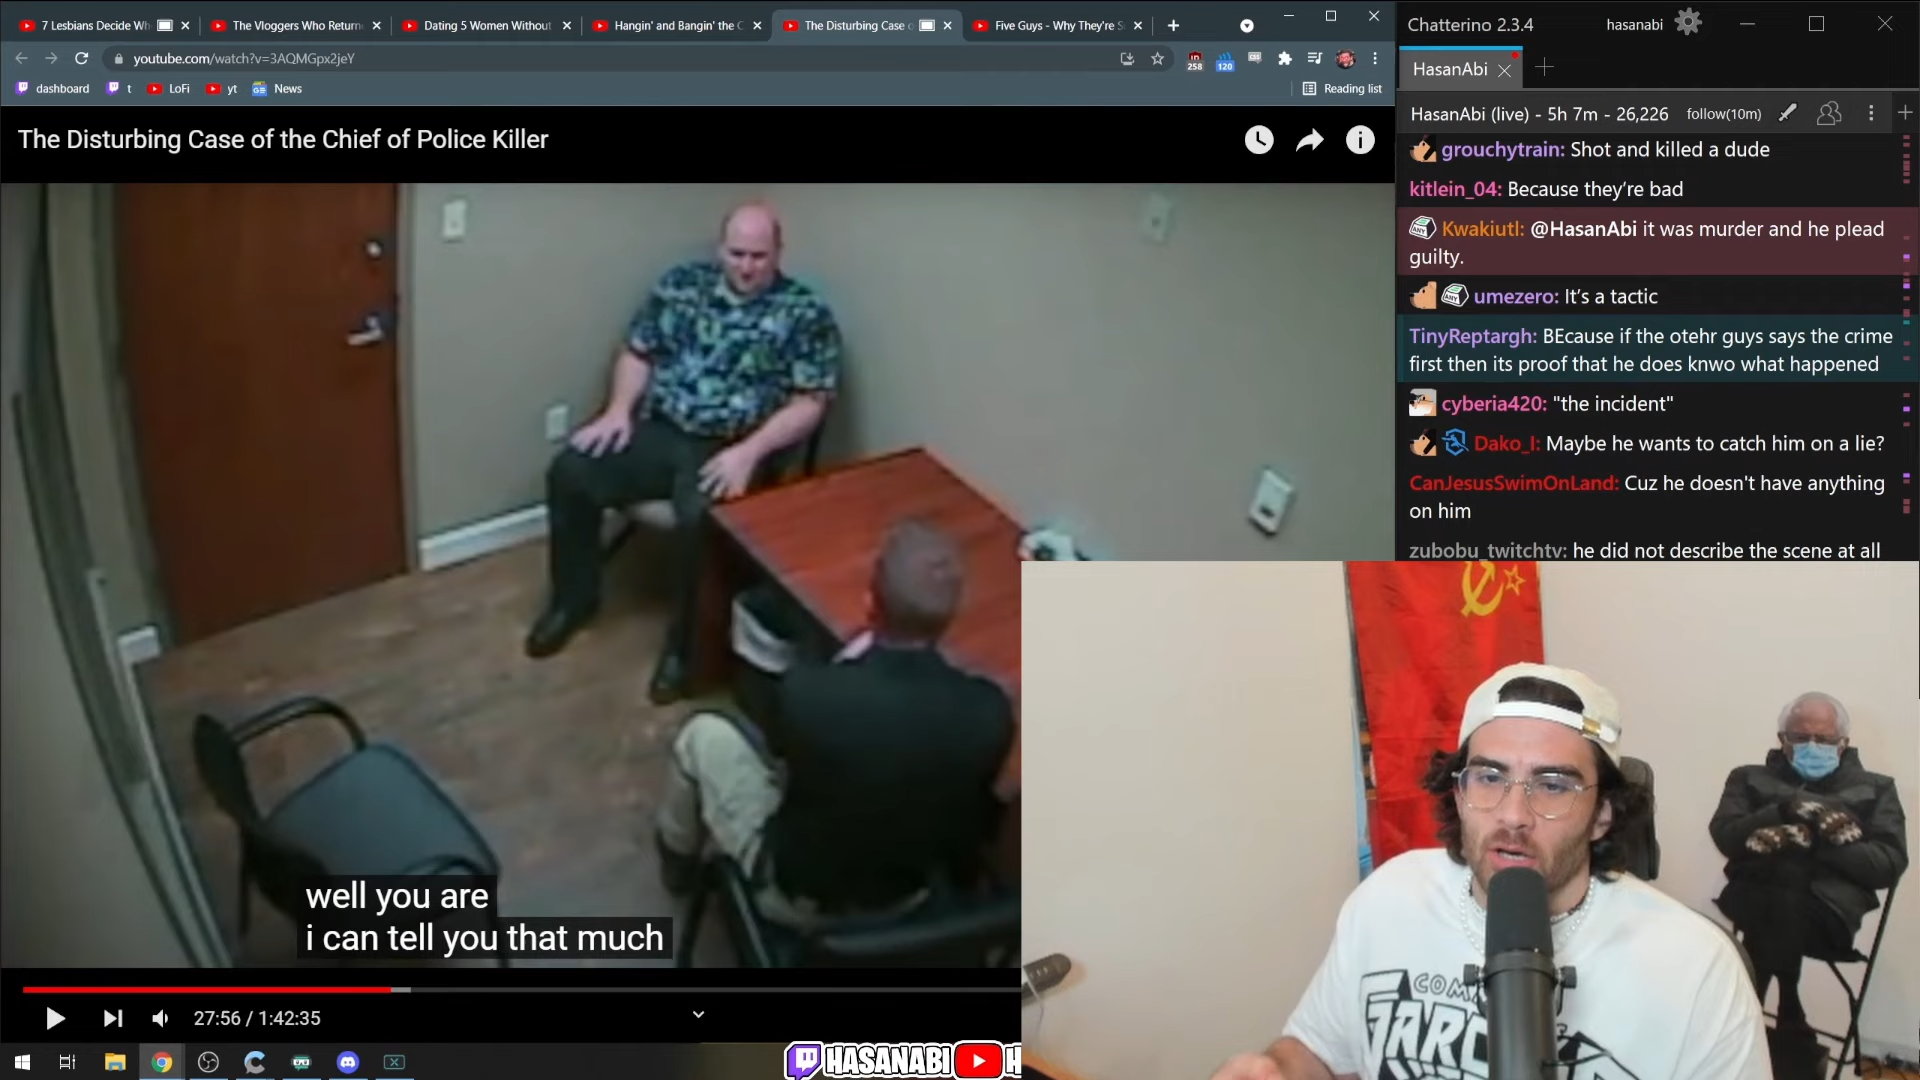 7 Lesbians Decide Wh
The Vloggers Who Return
Dating 5 Women Without
Hangin' and Bangin' the C
The Disturbing Case o
Five Guys - Why They're S
youtube.com/watch?v=3AQMGpx2jeY
258
120
dashboard
t
LoFi
yt
News
Reading list
The Disturbing Case of the Chief of Police Killer
well you are
i can tell you that much
27:56 / 1:42:35
HASANABI
H
Chatterino 2.3.4
hasanabi
HasanAbi
HasanAbi (live) - 5h 7m - 26,226
follow(10m)
grouchytrain: Shot and killed a dude
kitlein_04: Because they’re bad
Kwakiutl: @HasanAbi it was murder and he plead
guilty.
umezero: It’s a tactic
TinyReptargh: BEcause if the otehr guys says the crime
first then its proof that he does knwo what happened
cyberia420: "the incident"
Dako_I: Maybe he wants to catch him on a lie?
CanJesusSwimOnLand: Cuz he doesn't have anything
on him
zubobu_twitchtv: he did not describe the scene at all
COM